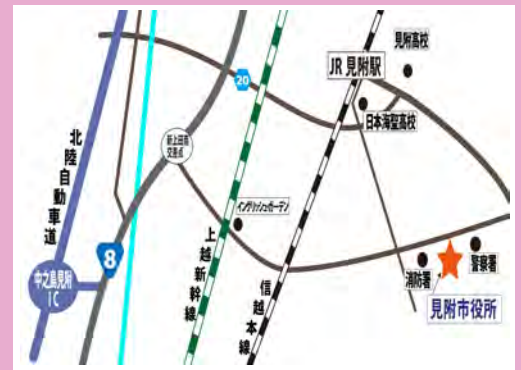 見附高校
JR 見附駅
20
日本海聖高校
新上田町
交差点
イングリッシュガーデン
北陸自動車道
8
上越新幹線
信越本線
中之島見附
IC
消防署
警察署
見附市役所